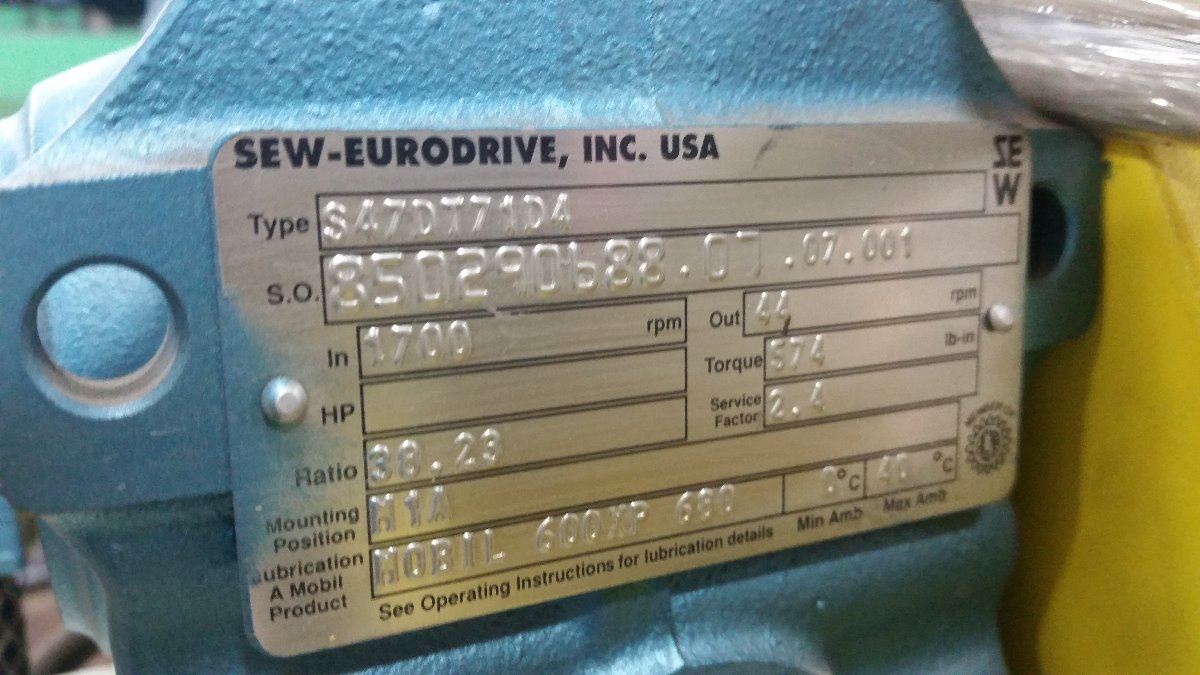 SEW-EURODRIVE, INC. USA
SE
W
Type S47DT71D4
S.O. 850290688.07.07.001
In 1700 rpm Out 44 rpm
Torque 574 lb-in
HP
Service Factor 2.4
Ratio 38.23
Mounting Position M1A
Lubrication A Mobil Product MOBIL 600XP 680 0°C 40 °C
Min Amb Max Amb
See Operating Instructions for lubrication details